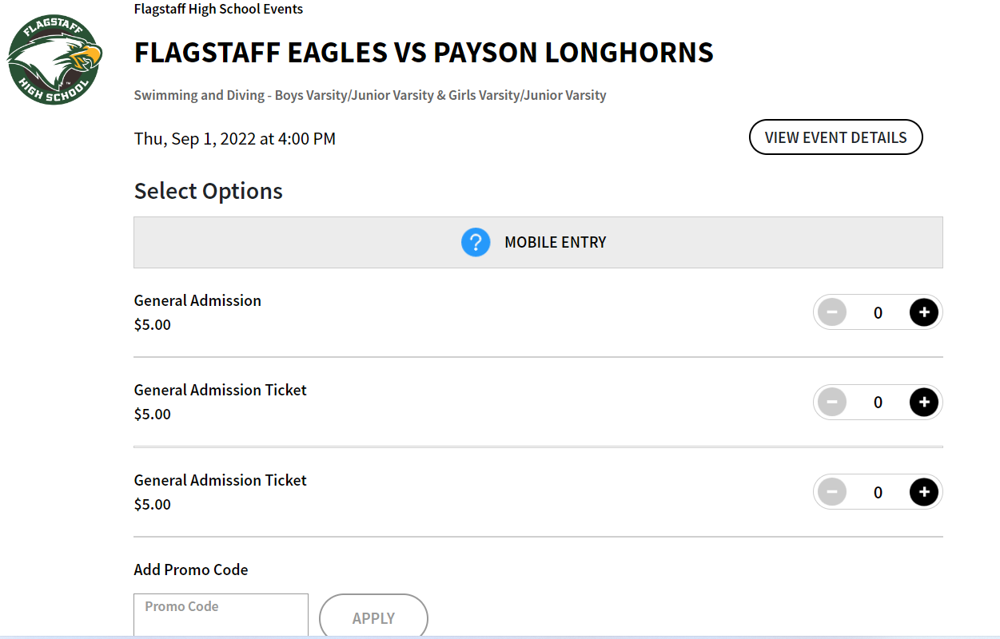 Flagstaff High School Events
FLAGSTAFF
HIGH SCHOOL
™
FLAGSTAFF EAGLES VS PAYSON LONGHORNS
Swimming and Diving - Boys Varsity/Junior Varsity & Girls Varsity/Junior Varsity
Thu, Sep 1, 2022 at 4:00 PM
VIEW EVENT DETAILS
Select Options
? MOBILE ENTRY
General Admission
$5.00
− 0 +
General Admission Ticket
$5.00
− 0 +
General Admission Ticket
$5.00
− 0 +
Add Promo Code
Promo Code
APPLY